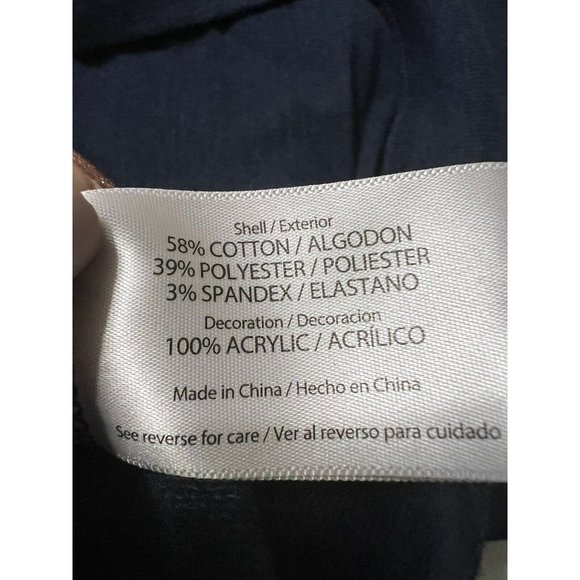 Shell / Exterior
58% COTTON / ALGODON
39% POLYESTER / POLIESTER
3% SPANDEX / ELASTANO
Decoration / Decoracion
100% ACRYLIC / ACRÍLICO
Made in China / Hecho en China
See reverse for care / Ver al reverso para cuidado